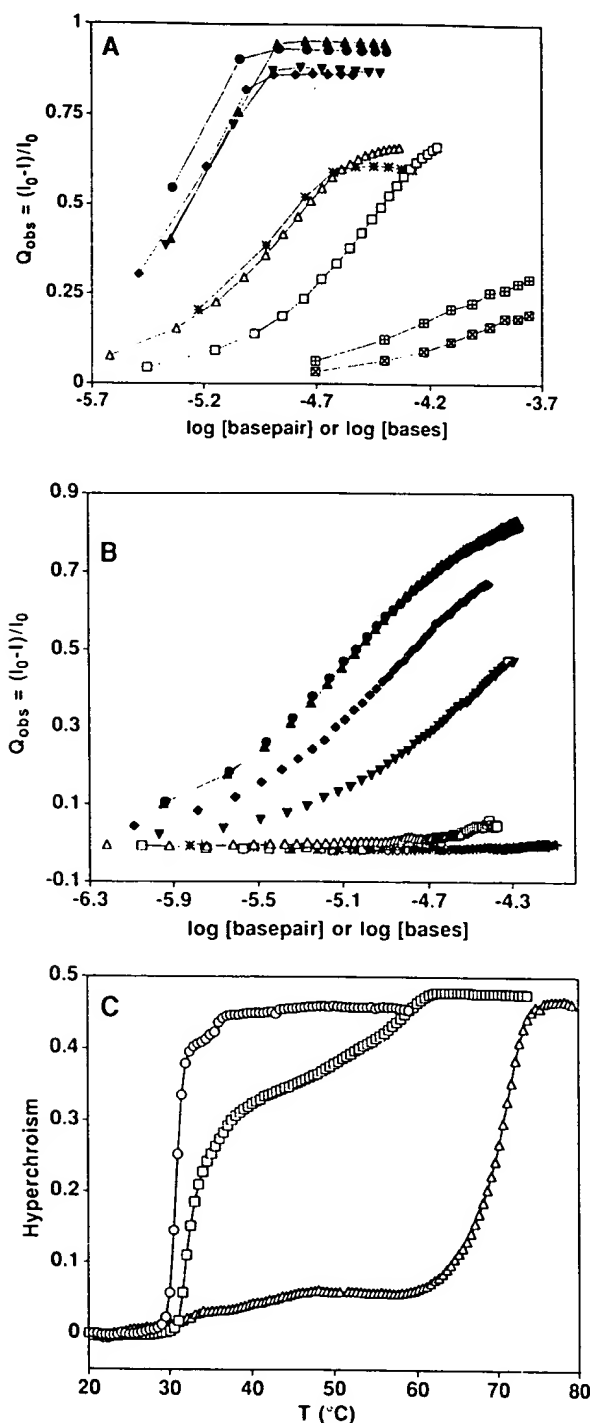 A
1
0.75
0.5
0.25
0
Q_obs = (I_0-I)/I_0
-5.7 -5.2 -4.7 -4.2 -3.7
log [basepair] or log [bases]
B
0.9
0.7
0.5
0.3
0.1
-0.1
Q_obs = (I_0-I)/I_0
-6.3 -5.9 -5.5 -5.1 -4.7 -4.3
log [basepair] or log [bases]
C
0.5
0.4
0.3
0.2
0.1
0
Hyperchroism
20 30 40 50 60 70 80
T (°C)